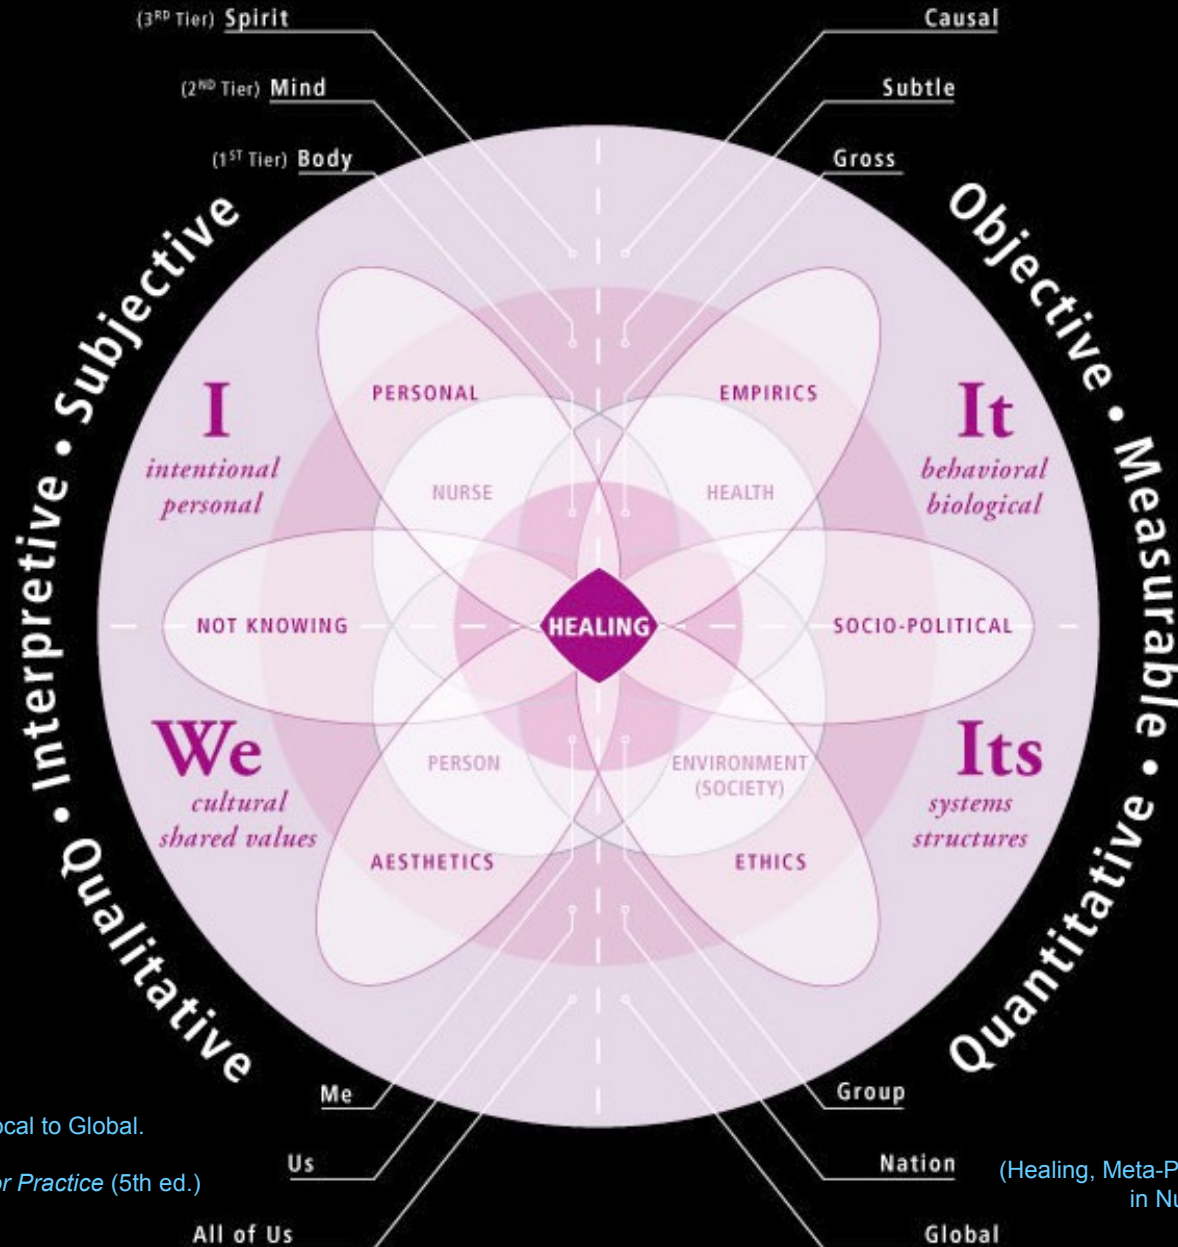 (3RD Tier) Spirit
Causal
(2ND Tier) Mind
Subtle
(1ST Tier) Body
Gross
Qualitative • Interpretive • Subjective
Objective • Measurable • Quantitative
I
intentional
personal
PERSONAL
EMPIRICS
It
behavioral
biological
NURSE
HEALTH
NOT KNOWING
HEALING
SOCIO-POLITICAL
We
cultural
shared values
PERSON
ENVIRONMENT
(SOCIETY)
Its
systems
structures
AESTHETICS
ETHICS
Me
Group
ocal to Global.
Us
Nation
(Healing, Meta-P
or Practice (5th ed.)
in Nu
All of Us
Global